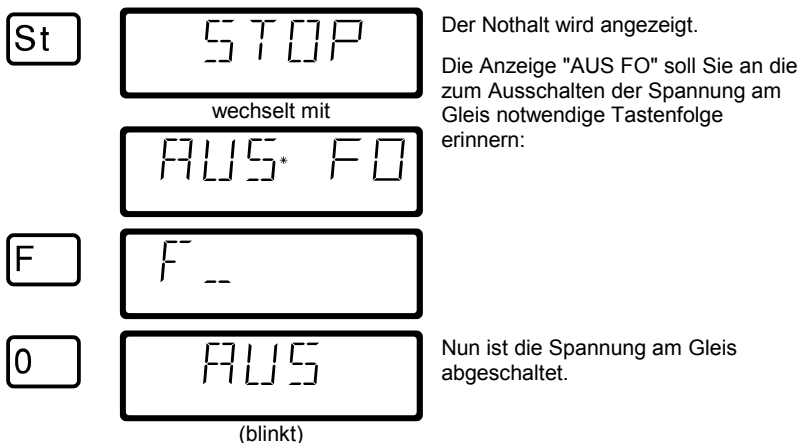 St
STOP
Der Nothalt wird angezeigt.
wechselt mit
AUS* FO
Die Anzeige "AUS FO" soll Sie an die
zum Ausschalten der Spannung am
Gleis notwendige Tastenfolge
erinnern:
F
F_
0
AUS
(blinkt)
Nun ist die Spannung am Gleis
abgeschaltet.